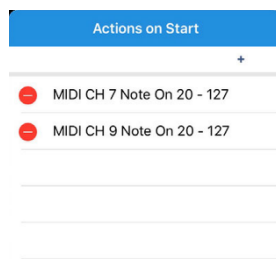 Actions on Start
+
MIDI CH 7 Note On 20 - 127
MIDI CH 9 Note On 20 - 127